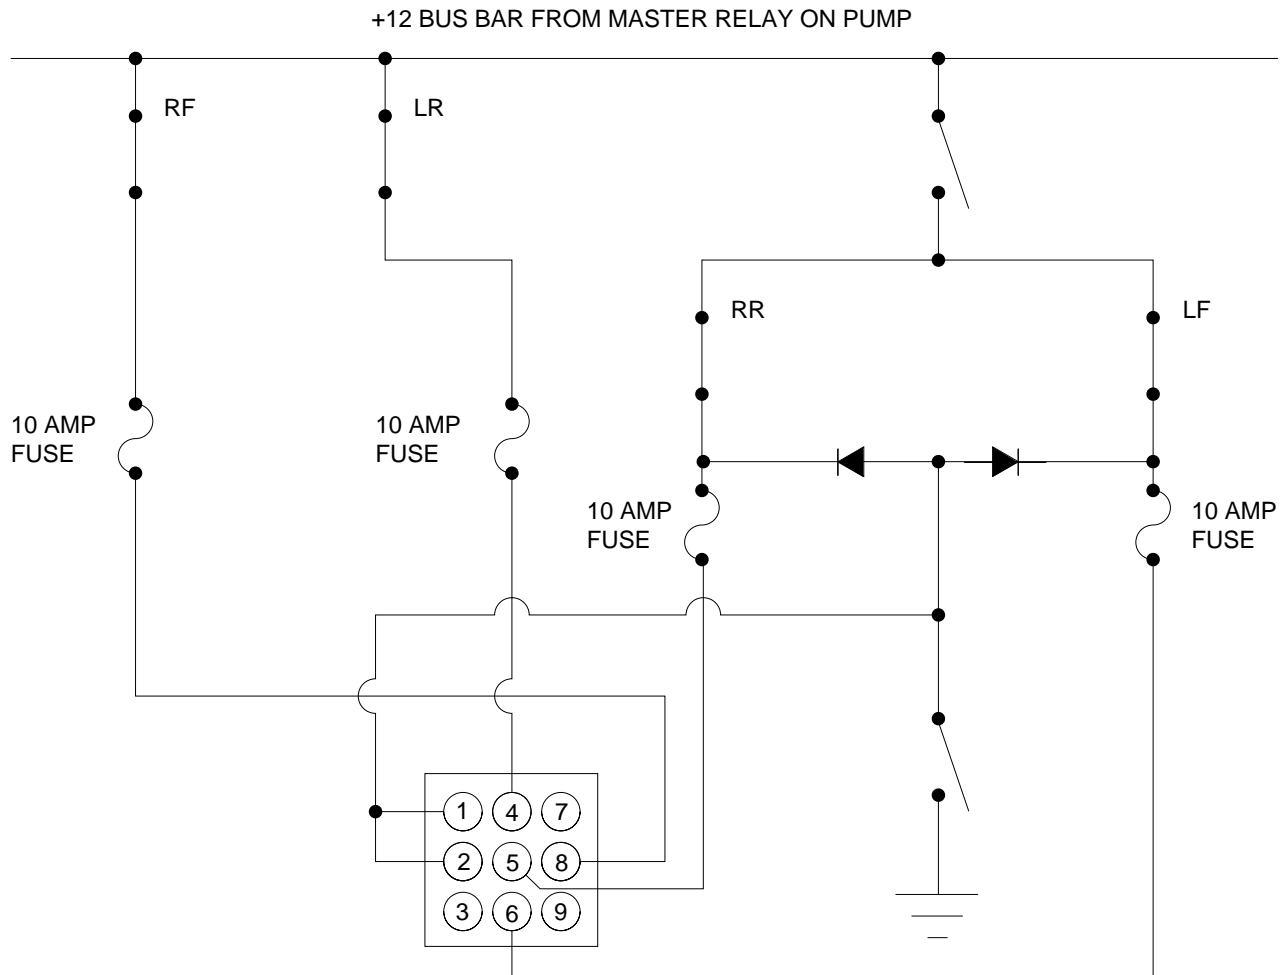 +12 BUS BAR FROM MASTER RELAY ON PUMP
RF
LR
RR
LF
10 AMP
FUSE
10 AMP
FUSE
10 AMP
FUSE
10 AMP
FUSE
1 4 7
2 5 8
3 6 9